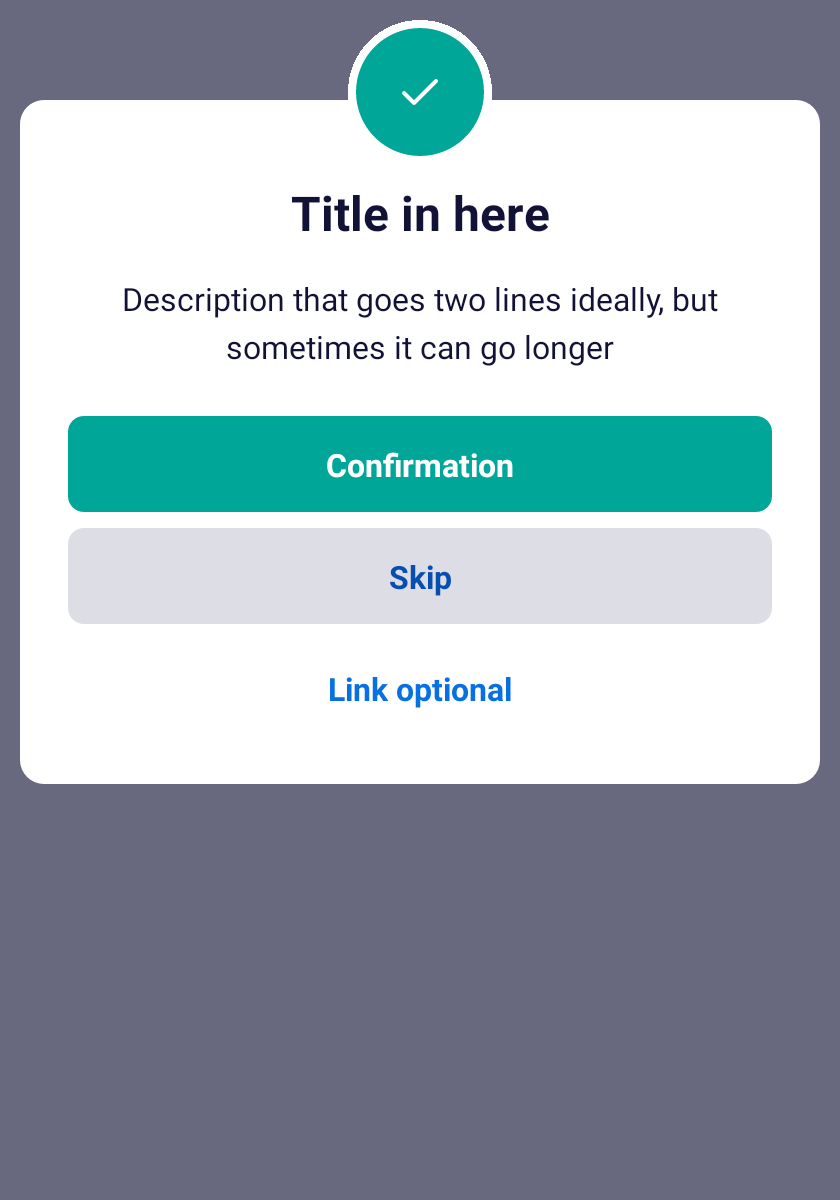 Title in here
Description that goes two lines ideally, but
sometimes it can go longer
Confirmation
Skip
Link optional